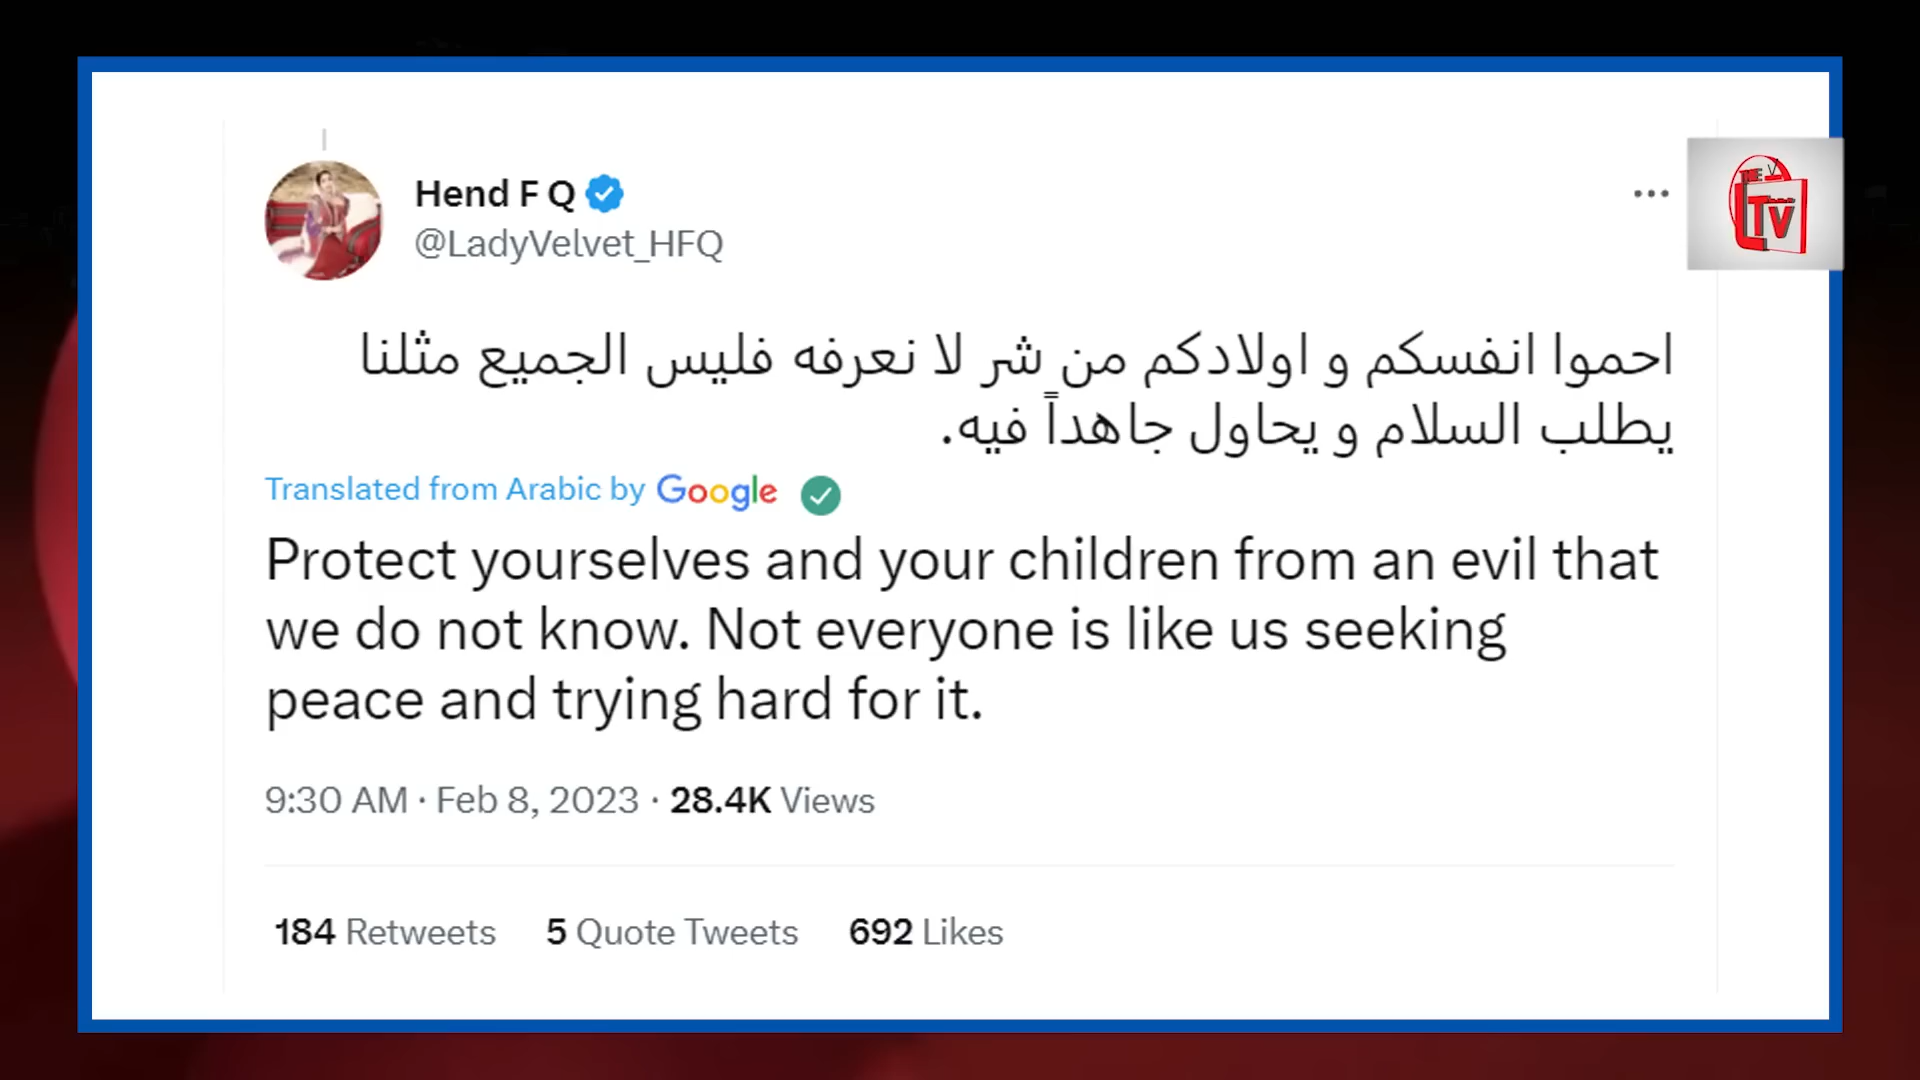 Hend F Q
@LadyVelvet_HFQ
THE
TV
احموا انفسكم و اولادكم من شر لا نعرفه فليس الجميع مثلنا
يطلب السلام و يحاول جاهداً فيه.
Translated from Arabic by Google
Protect yourselves and your children from an evil that
we do not know. Not everyone is like us seeking
peace and trying hard for it.
9:30 AM · Feb 8, 2023 · 28.4K Views
184 Retweets 5 Quote Tweets 692 Likes